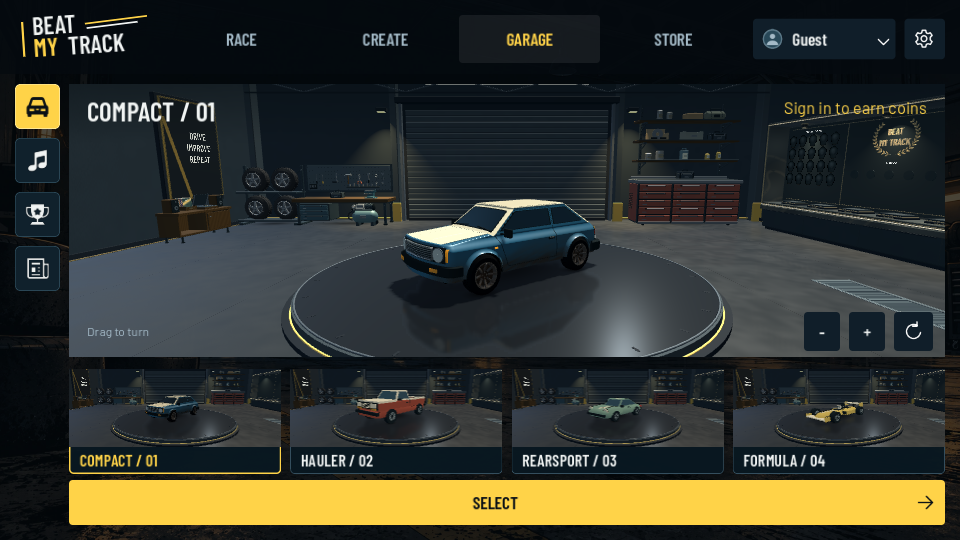 BEAT
MY TRACK
RACE
CREATE
GARAGE
STORE
Guest
COMPACT / 01
Sign in to earn coins
DRIVE
IMPROVE
REPEAT
BEAT
MY TRACK
Drag to turn
-
+
COMPACT / 01
HAULER / 02
REARSPORT / 03
FORMULA / 04
SELECT